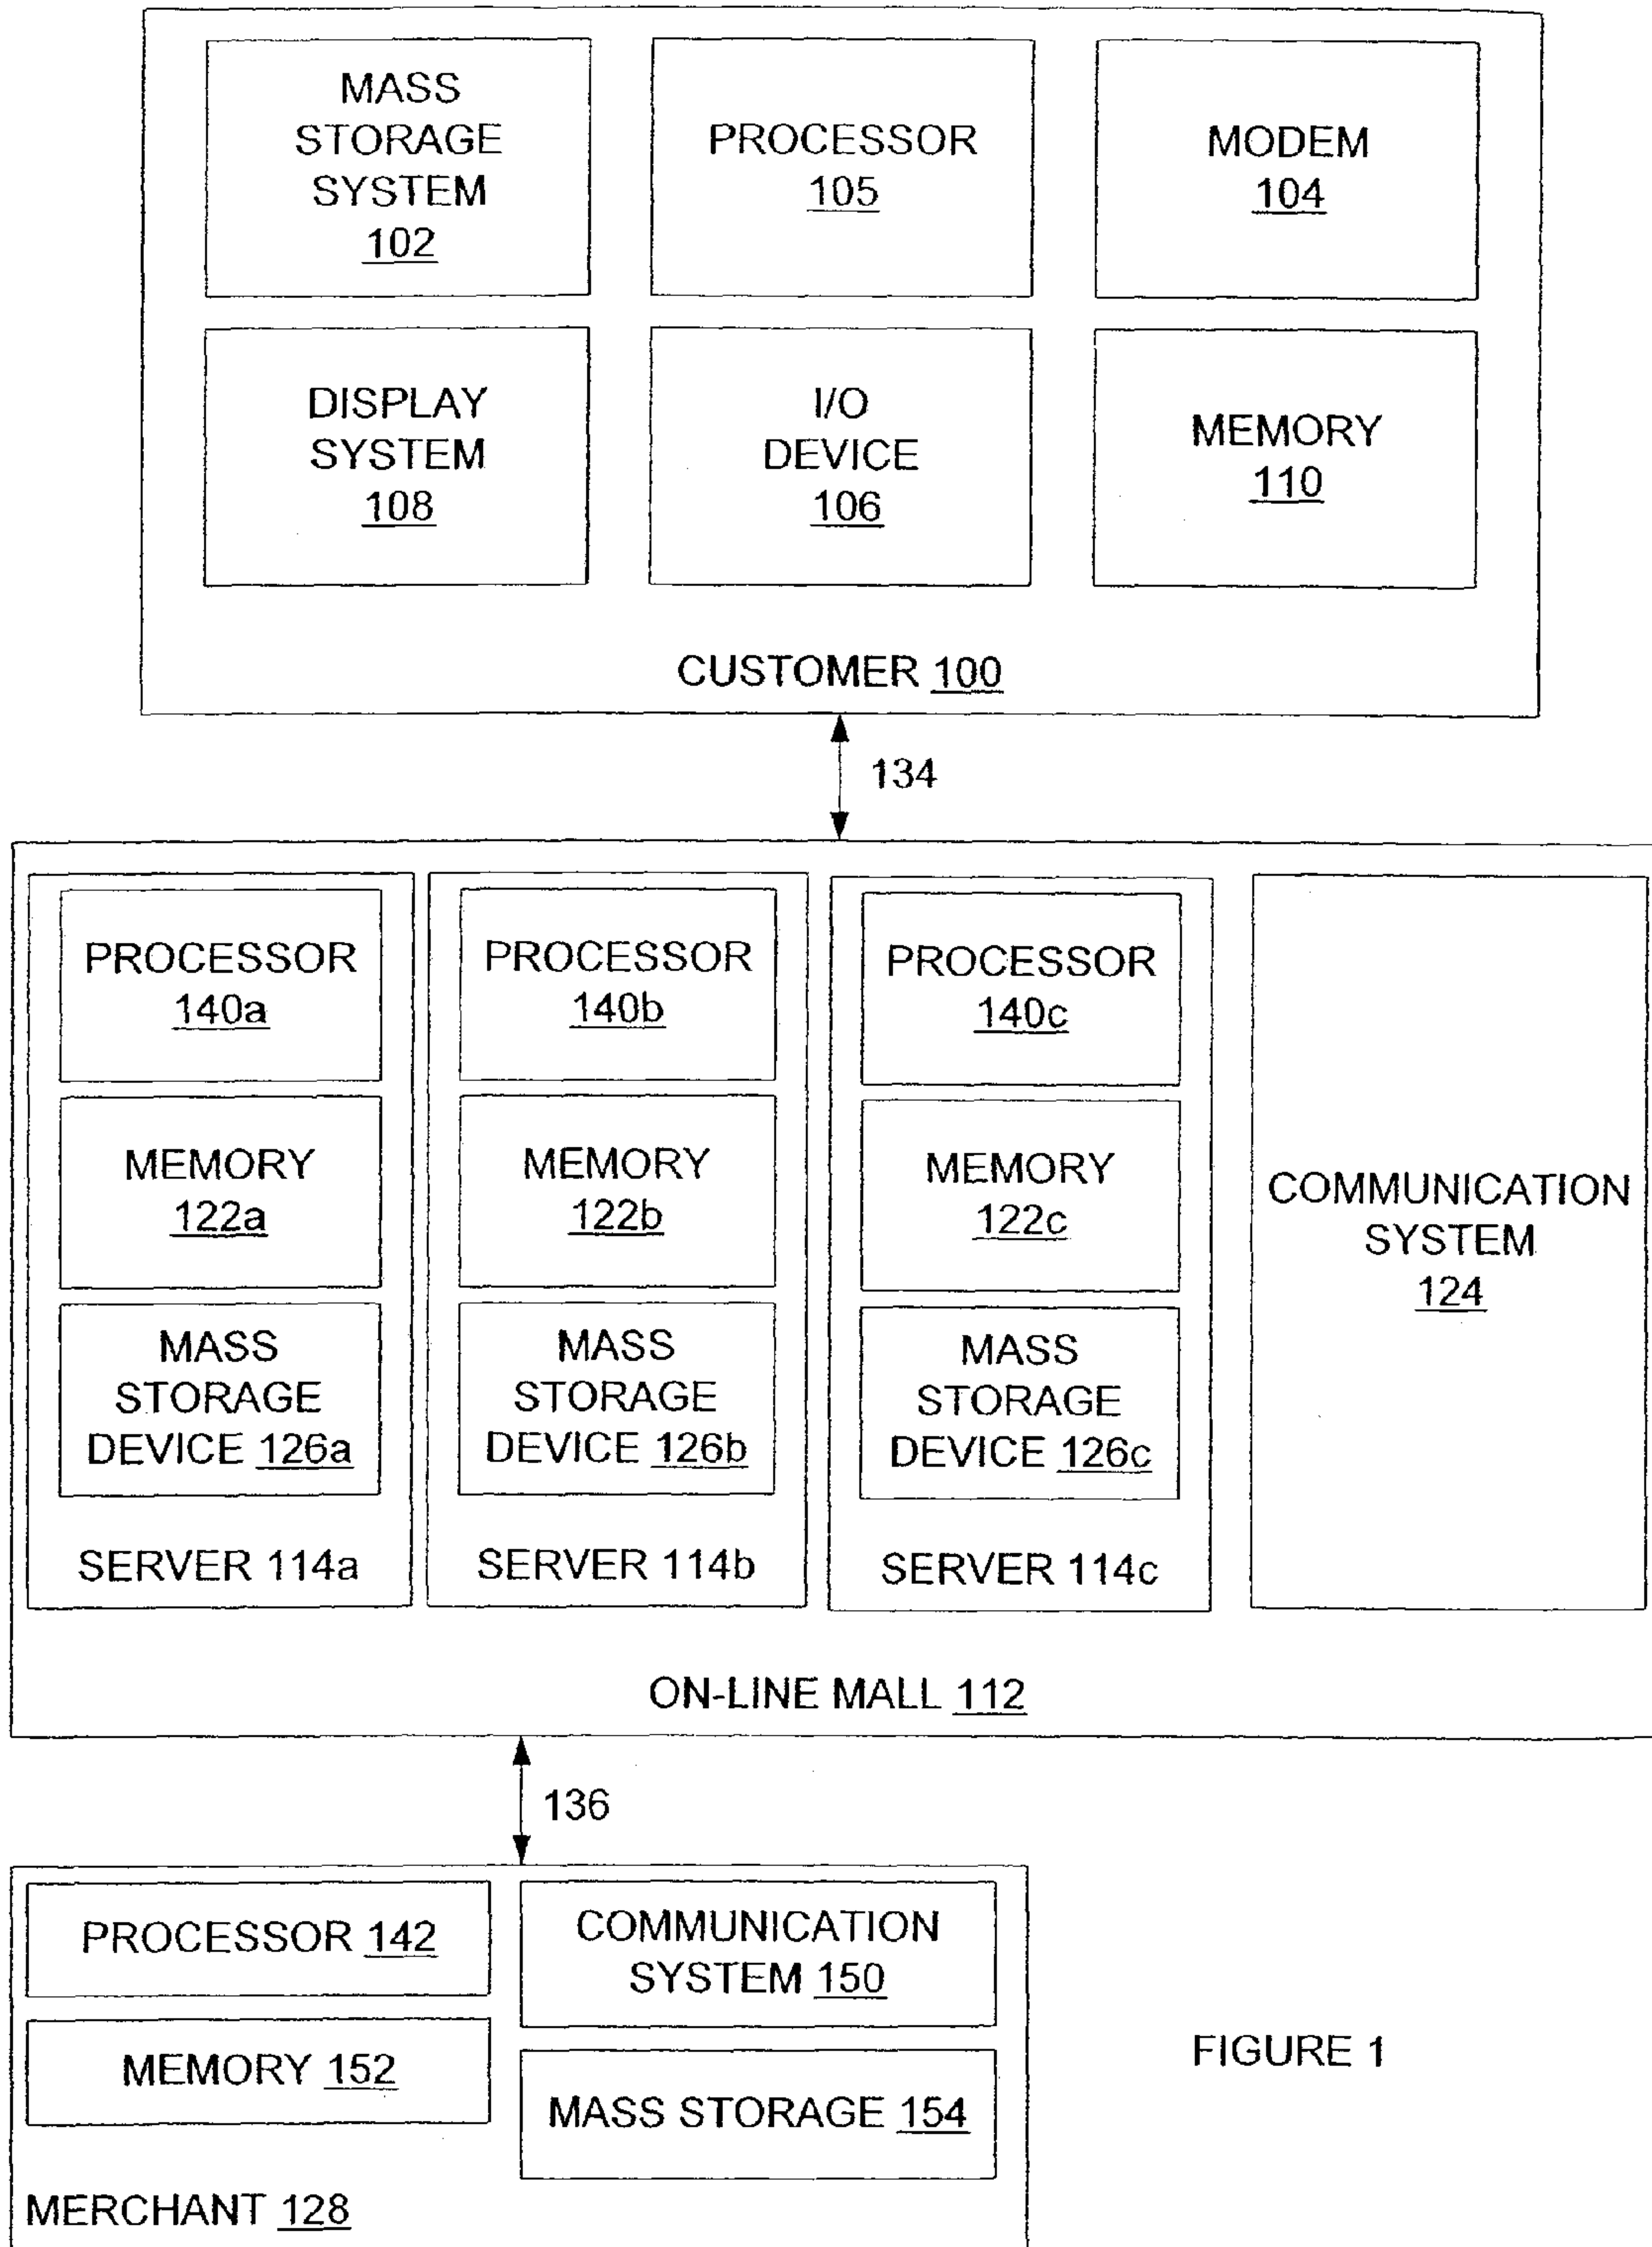 MASS
STORAGE
SYSTEM
102
PROCESSOR
105
MODEM
104
DISPLAY
SYSTEM
108
I/O
DEVICE
106
MEMORY
110
CUSTOMER 100
134
PROCESSOR
140a
MEMORY
122a
MASS
STORAGE
DEVICE 126a
SERVER 114a
PROCESSOR
140b
MEMORY
122b
MASS
STORAGE
DEVICE 126b
SERVER 114b
PROCESSOR
140c
MEMORY
122c
MASS
STORAGE
DEVICE 126c
SERVER 114c
COMMUNICATION
SYSTEM
124
ON-LINE MALL 112
136
PROCESSOR 142
MEMORY 152
COMMUNICATION
SYSTEM 150
MASS STORAGE 154
MERCHANT 128
FIGURE 1